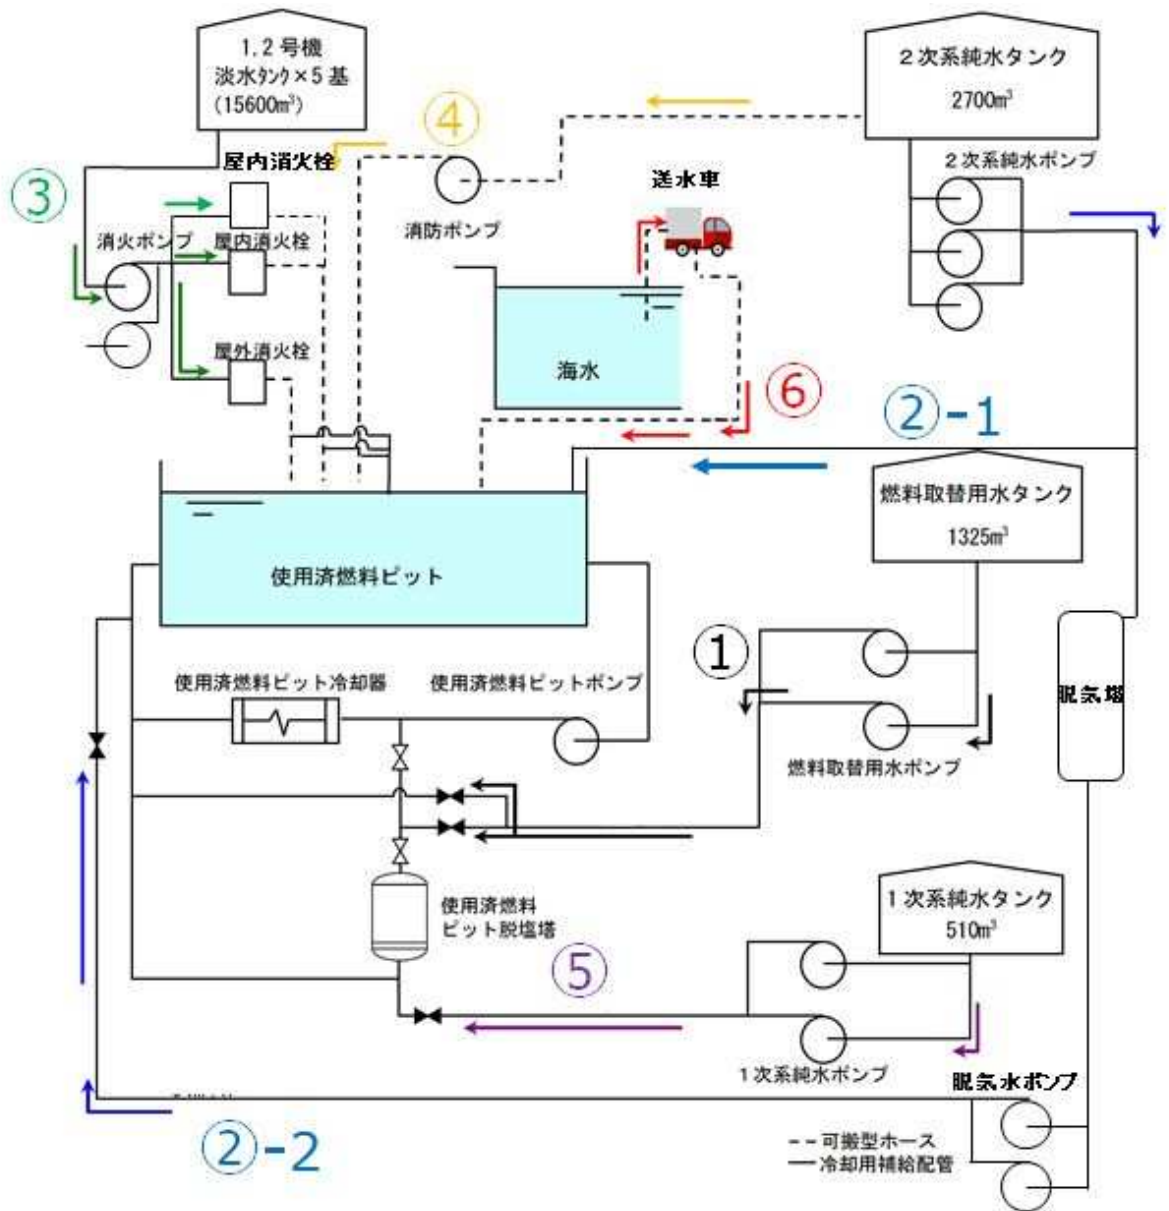 1,2号機
淡水タンク×5基
(15600m³)
2次系純水タンク
2700m³
④
屋内消火栓
2次系純水ポンプ
送水車
③
消防ポンプ
消火ポンプ
屋内消火栓
屋外消火栓
海水
⑥
②-1
燃料取替用水タンク
1325m³
使用済燃料ピット
①
使用済燃料ピット冷却器
使用済燃料ピットポンプ
脱気塔
燃料取替用水ポンプ
使用済燃料
ピット脱塩塔
1次系純水タンク
510m³
⑤
1次系純水ポンプ
脱気水ポンプ
②-2
--可搬型ホース
―冷却用補給配管